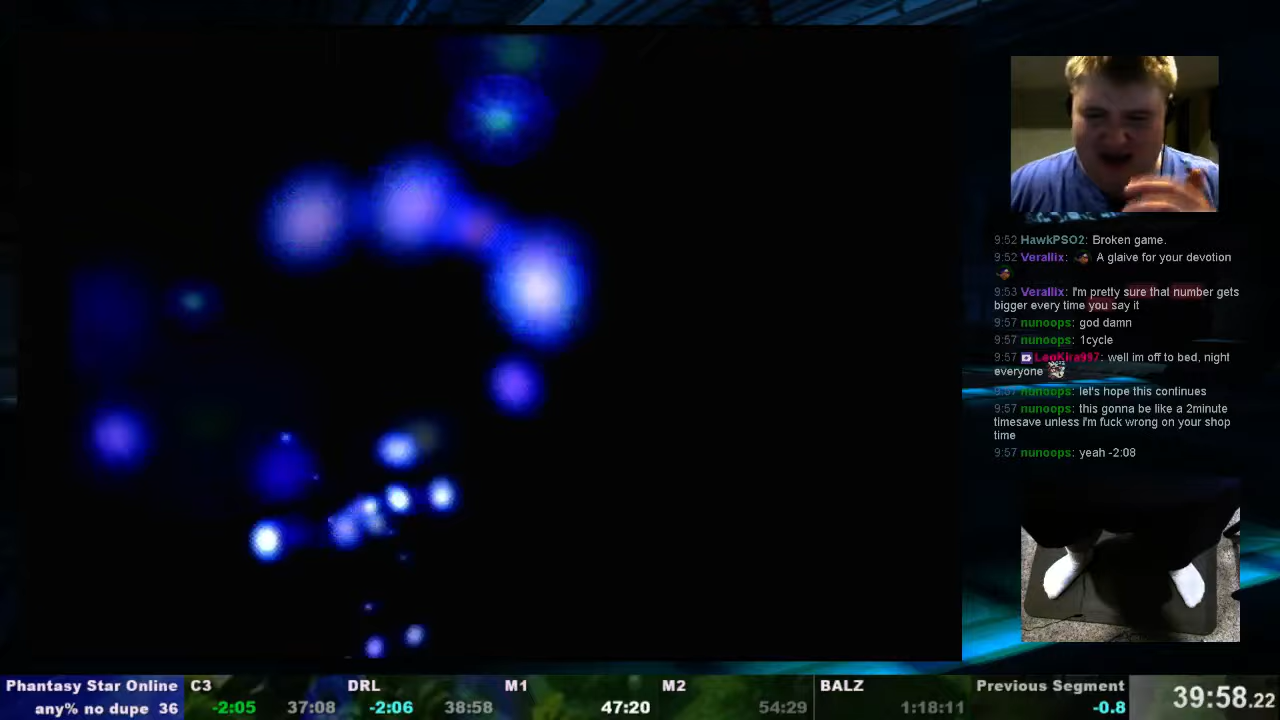 9:52 HawkPSO2: Broken game.
9:52 Verallix: A glaive for your devotion
9:53 Verallix: I'm pretty sure that number gets
bigger every time you say it
9:57 nunoops: god damn
9:57 nunoops: 1cycle
9:57 LeoKira997: well im off to bed, night
everyone
9:57 nunoops: let's hope this continues
9:57 nunoops: this gonna be like a 2minute
timesave unless I'm fuck wrong on your shop
time
9:57 nunoops: yeah -2:08
Phantasy Star Online C3 DRL M1 M2 BALZ Previous Segment
any% no dupe 36 -2:05 37:08 -2:06 38:58 47:20 54:29 1:18:11 -0.8
39:58.22